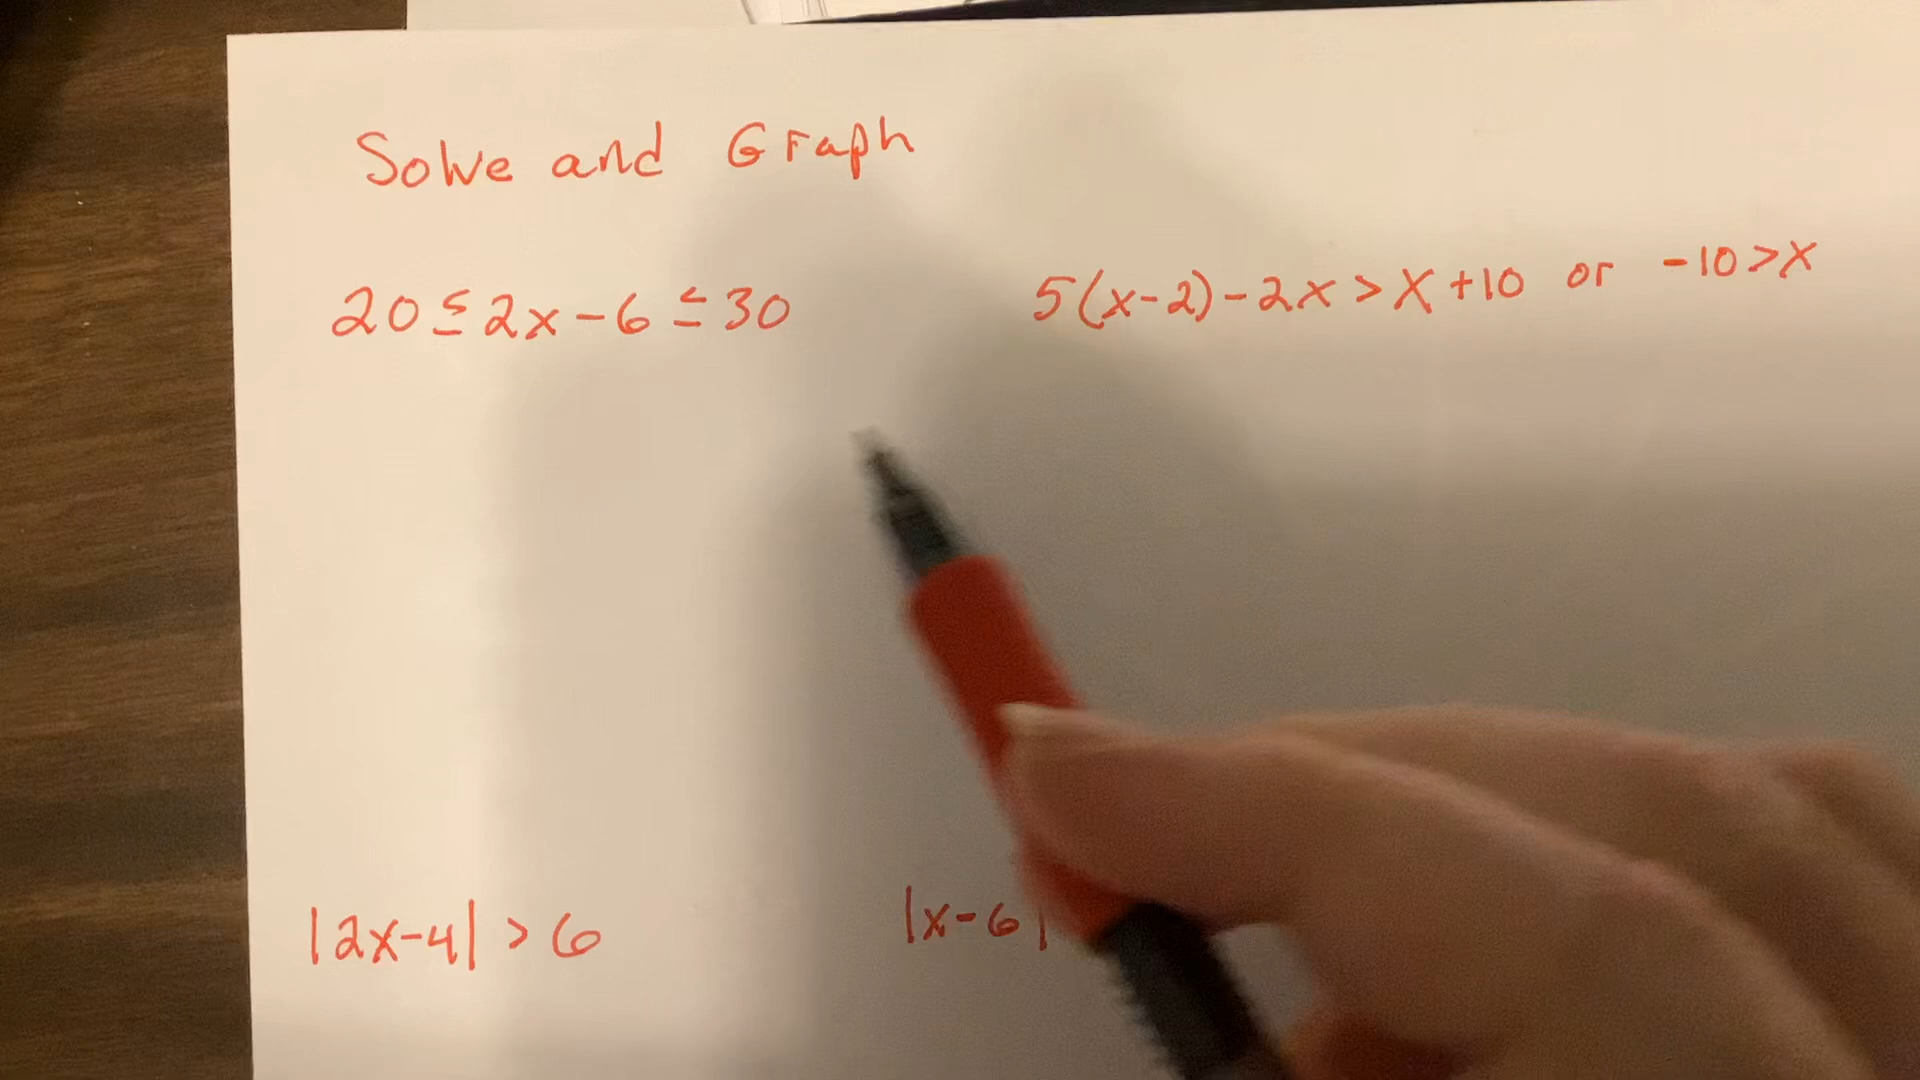 Solve and Graph
20 ≤ 2x - 6 ≤ 30
5(x-2) - 2x > x + 10 or -10 > x
|2x-4| > 6
|x-6|